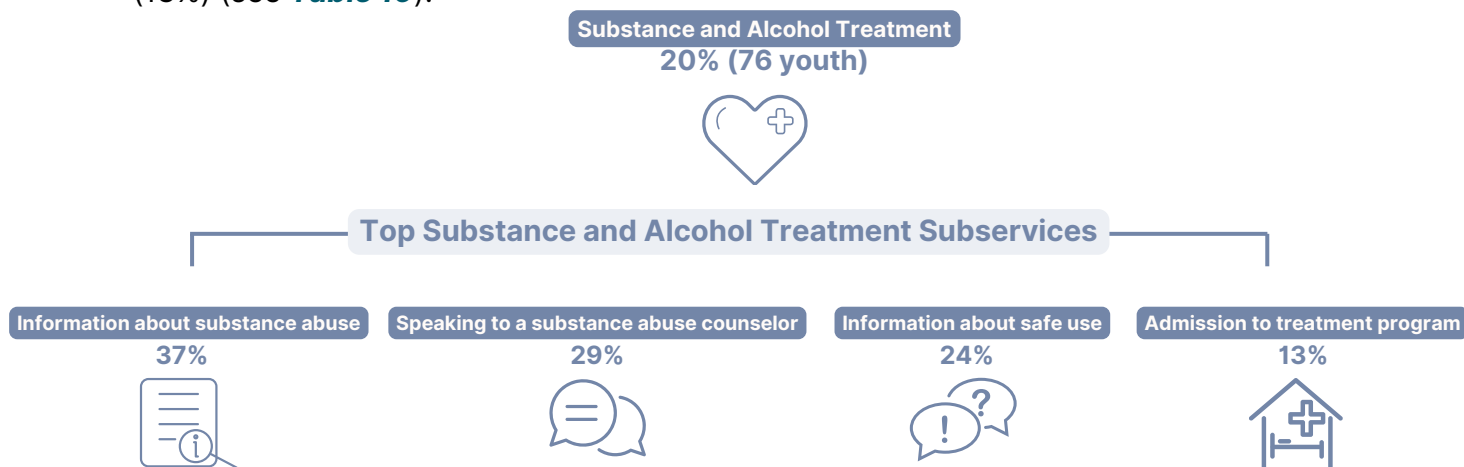 Substance and Alcohol Treatment
20% (76 youth)
Top Substance and Alcohol Treatment Subservices
Information about substance abuse
37%
Speaking to a substance abuse counselor
29%
Information about safe use
24%
Admission to treatment program
13%